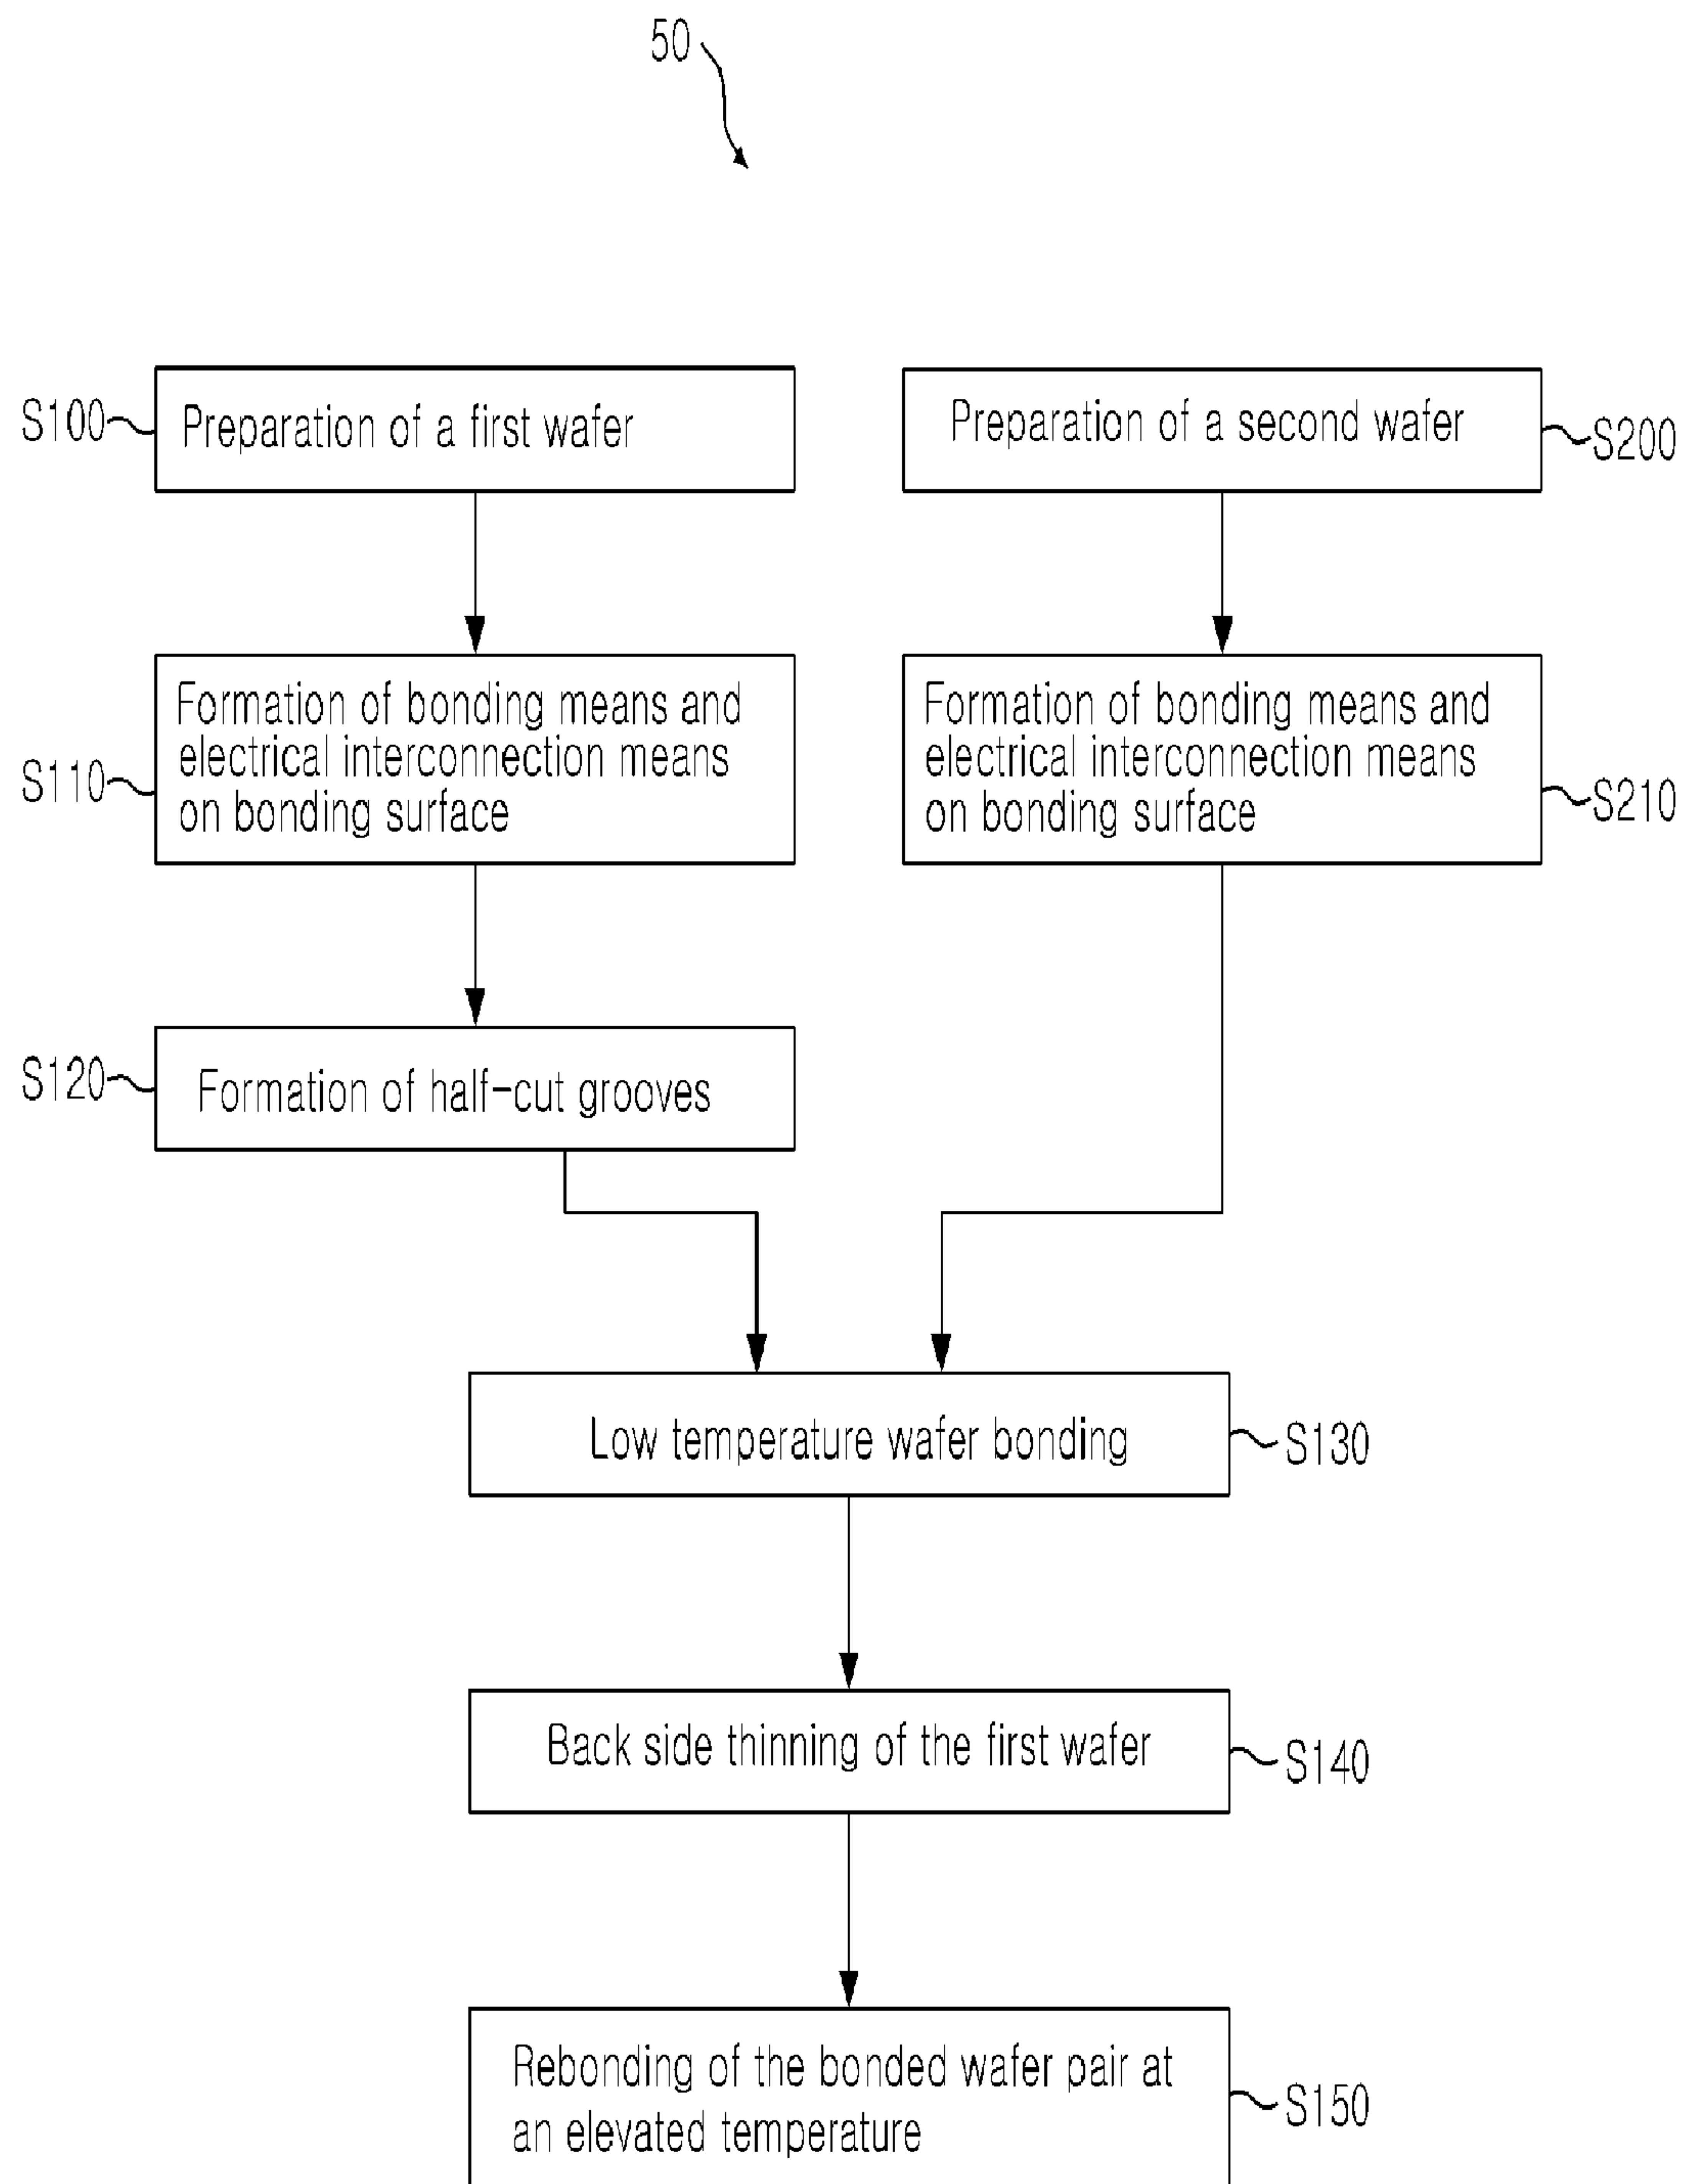 50
S100
Preparation of a first wafer
Preparation of a second wafer
S200
S110
Formation of bonding means and
electrical interconnection means
on bonding surface
Formation of bonding means and
electrical interconnection means
on bonding surface
S210
S120
Formation of half-cut grooves
Low temperature wafer bonding
S130
Back side thinning of the first wafer
S140
Rebonding of the bonded wafer pair at
an elevated temperature
S150